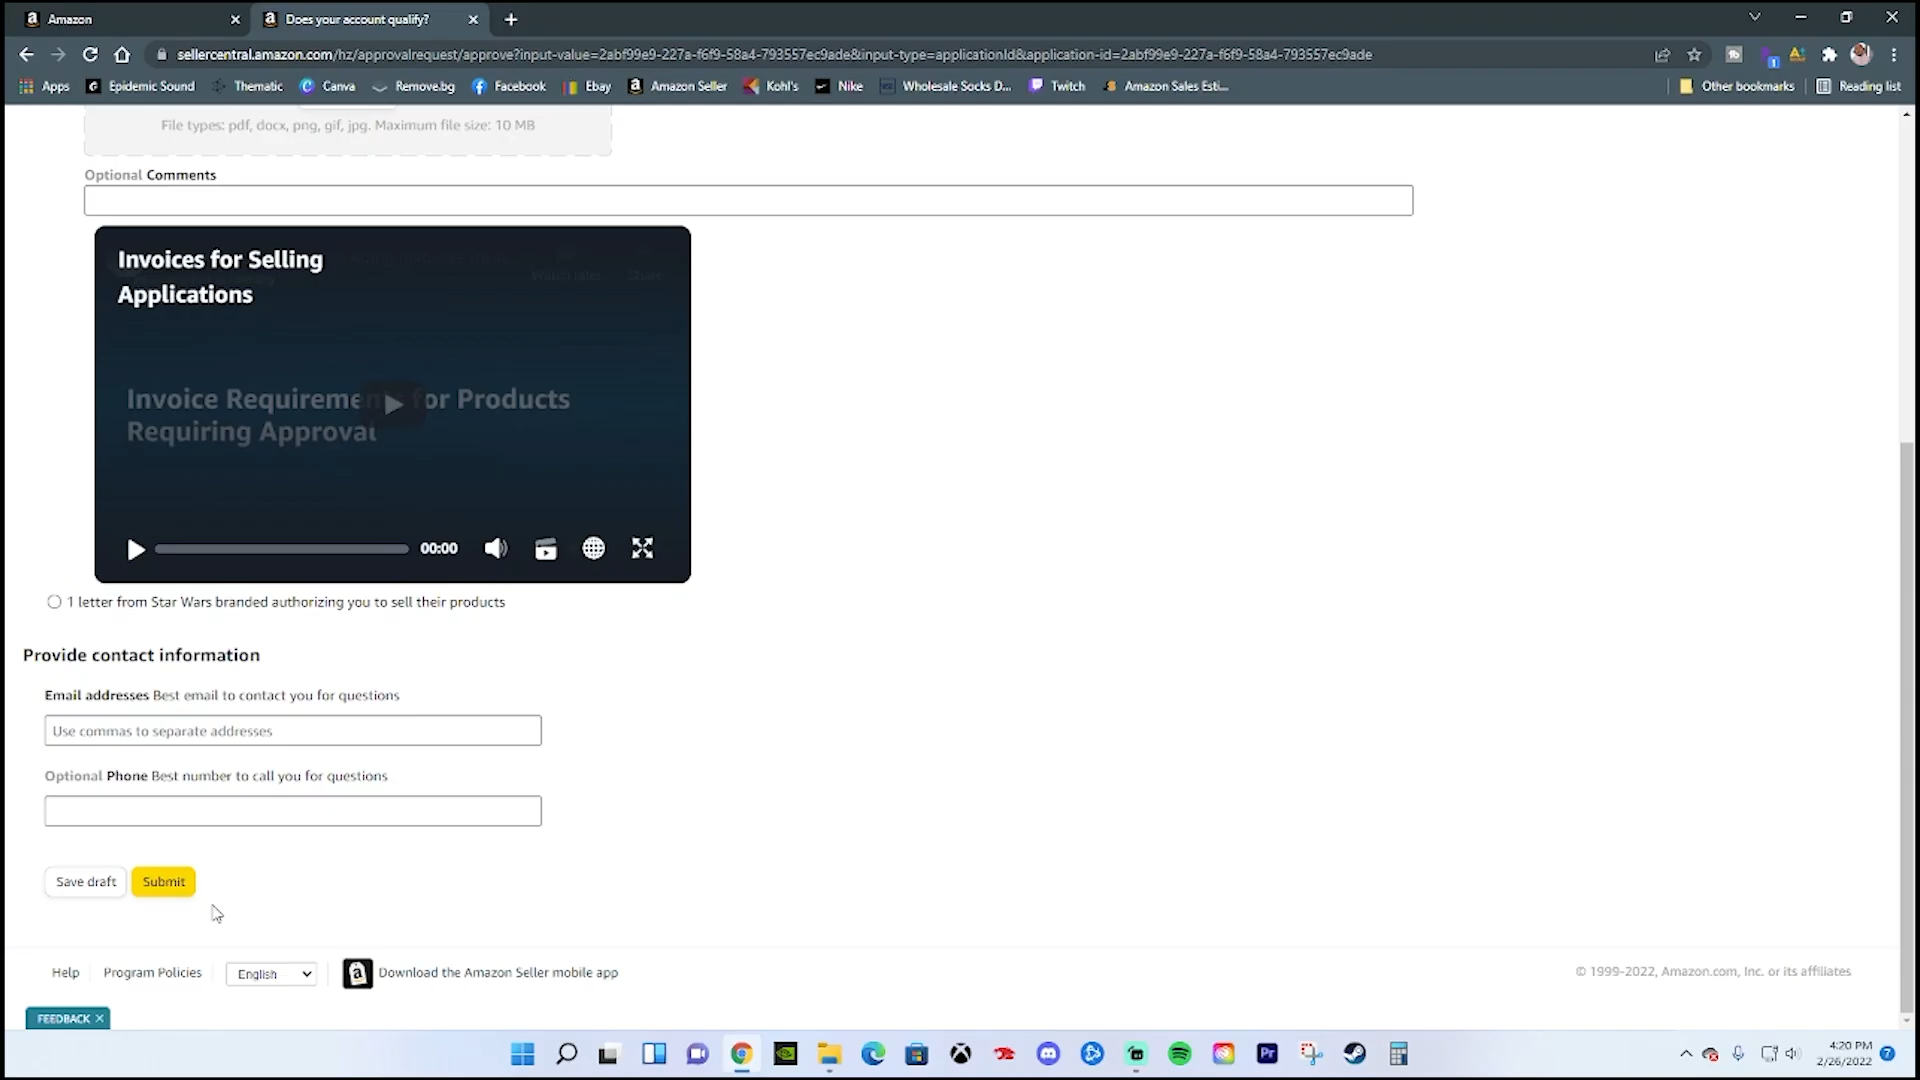 Amazon
Does your account qualify?
sellercentral.amazon.com/hz/approvalrequest/approve?input-value=2abf99e9-227a-f6f9-58a4-793557ec9ade&input-type=applicationId&application-id=2abf99e9-227a-f6f9-58a4-793557ec9ade
Apps
Epidemic Sound
Thematic
Canva
Remove.bg
Facebook
Ebay
Amazon Seller
Kohl's
Nike
Wholesale Socks D...
Twitch
Amazon Sales Esti...
Other bookmarks
Reading list
File types: pdf, docx, png, gif, jpg. Maximum file size: 10 MB
Optional Comments
Invoices for Selling
Applications
Watch later
Share
Invoice Requirements for Products
Requiring Approval
00:00
1 letter from Star Wars branded authorizing you to sell their products
Provide contact information
Email addresses Best email to contact you for questions
Use commas to separate addresses
Optional Phone Best number to call you for questions
Save draft
Submit
Help
Program Policies
English
Download the Amazon Seller mobile app
© 1999-2022, Amazon.com, Inc. or its affiliates
FEEDBACK
Pr
4:20 PM
2/26/2022
7